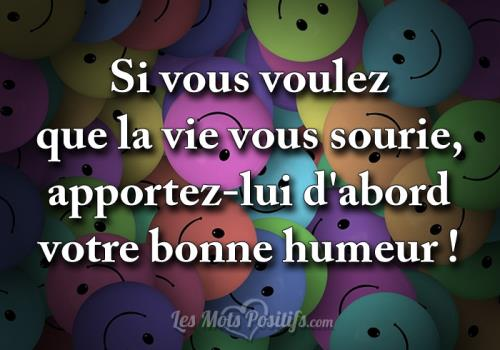 Si vous voulez
que la vie vous sourie,
apportez-lui d'abord
votre bonne humeur !
Les Mots Positifs.com